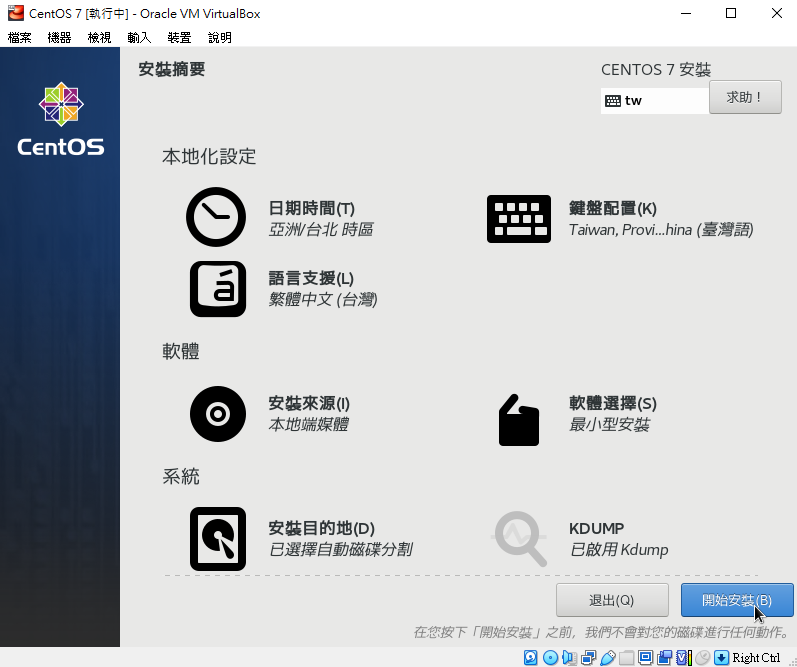 CentOS 7 [執行中] - Oracle VM VirtualBox
檔案 機器 檢視 輸入 裝置 說明
CentOS
安裝摘要
CENTOS 7 安裝
tw
求助！
本地化設定
日期時間(T)
亞洲/台北 時區
鍵盤配置(K)
Taiwan, Provi...hina (臺灣語)
語言支援(L)
繁體中文 (台灣)
軟體
安裝來源(I)
本地端媒體
軟體選擇(S)
最小型安裝
系統
安裝目的地(D)
已選擇自動磁碟分割
KDUMP
已啟用 Kdump
退出(Q)
開始安裝(B)
在您按下「開始安裝」之前，我們不會對您的磁碟進行任何動作。
Right Ctrl